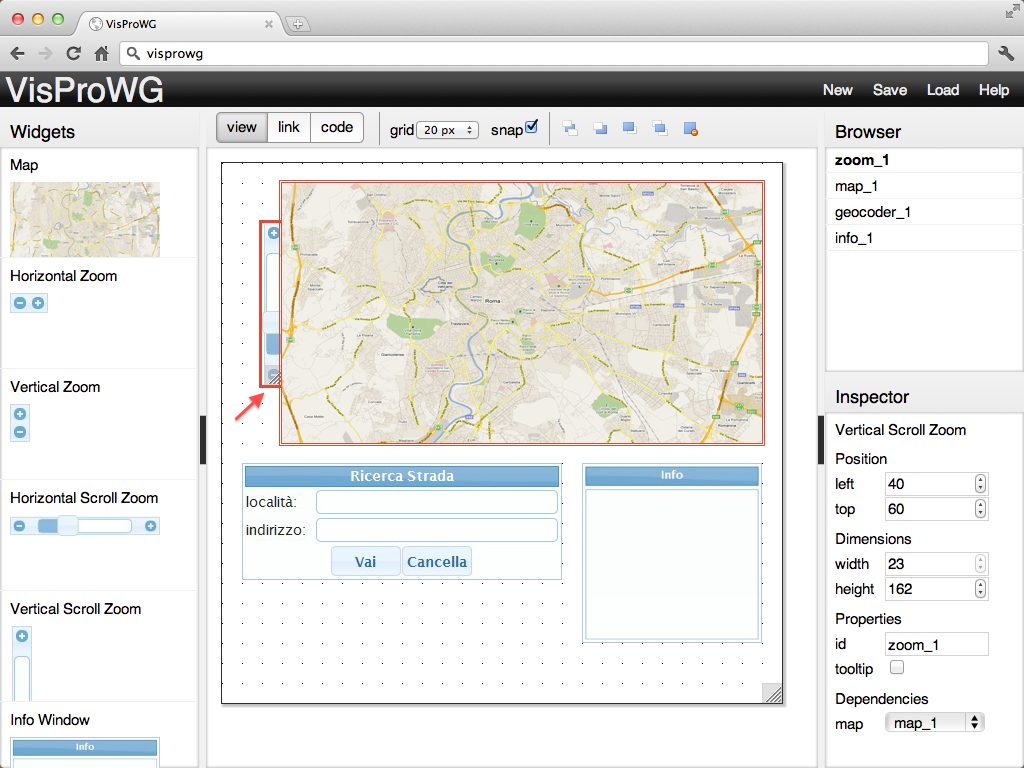 VisProWG
visprowg
VisProWG
New Save Load Help
Widgets
Map
Horizontal Zoom
Vertical Zoom
Horizontal Scroll Zoom
Vertical Scroll Zoom
Info Window
Info
view link code grid 20 px snap
Roma
Ricerca Strada
località:
indirizzo:
Vai Cancella
Info
Browser
zoom_1
map_1
geocoder_1
info_1
Inspector
Vertical Scroll Zoom
Position
left 40
top 60
Dimensions
width 23
height 162
Properties
id zoom_1
tooltip
Dependencies
map map_1